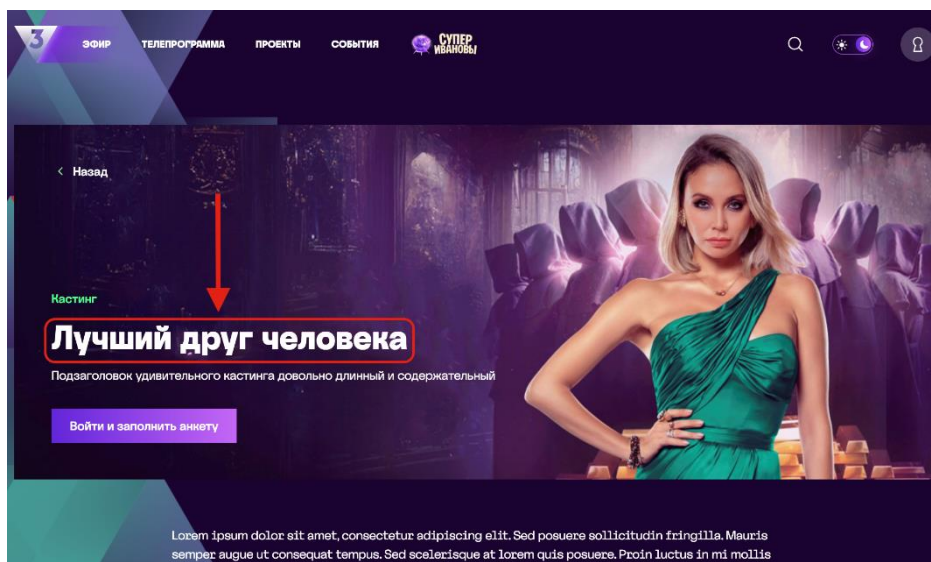 3 ЭФИР ТЕЛЕПРОГРАММА ПРОЕКТЫ СОБЫТИЯ СУПЕР ИВАНОВЫ
< Назад
Кастинг
Лучший друг человека
Подзаголовок удивительного кастинга довольно длинный и содержательный
Войти и заполнить анкету
Lorem ipsum dolor sit amet, consectetur adipiscing elit. Sed posuere sollicitudin fringilla. Mauris
semper augue ut consequat tempus. Sed scelerisque at lorem quis posuere. Proin luctus in mi mollis